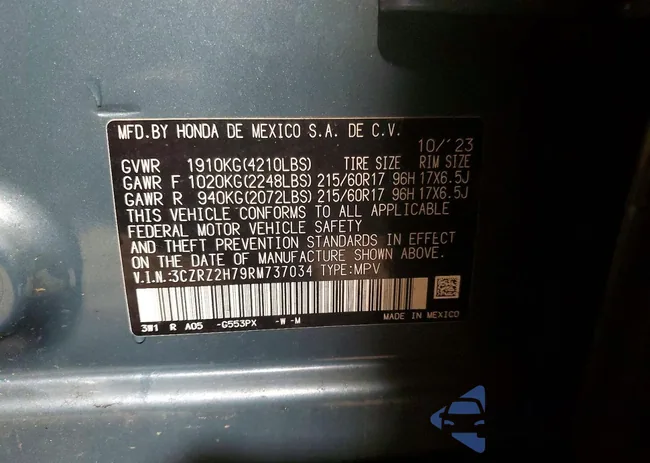 MFD.BY HONDA DE MEXICO S.A. DE C.V.
10/'23
GVWR 1910KG(4210LBS) TIRE SIZE RIM SIZE
GAWR F 1020KG(2248LBS) 215/60R17 96H 17X6.5J
GAWR R 940KG(2072LBS) 215/60R17 96H 17X6.5J
THIS VEHICLE CONFORMS TO ALL APPLICABLE
FEDERAL MOTOR VEHICLE SAFETY
AND THEFT PREVENTION STANDARDS IN EFFECT
ON THE DATE OF MANUFACTURE SHOWN ABOVE.
V.I.N.:3CZRZ2H79RM737034 TYPE:MPV
3W1 R A05 -G553PX -W -M MADE IN MEXICO